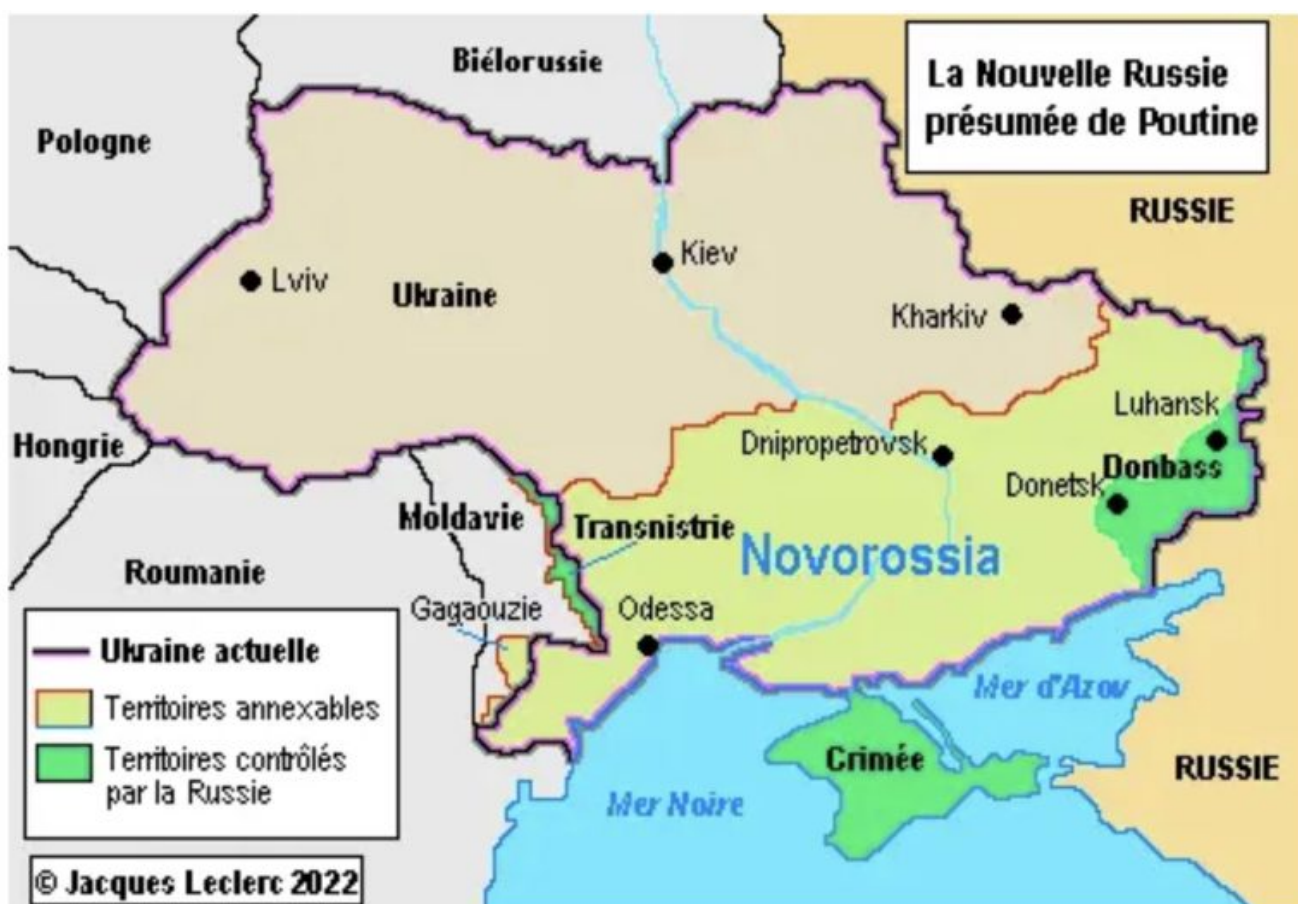 La Nouvelle Russie
présumée de Poutine
Biélorussie
Pologne
RUSSIE
Kiev
Lviv
Ukraine
Kharkiv
Luhansk
Hongrie
Dnipropetrovsk
Donbass
Donetsk
Moldavie
Transnistrie
Novorossia
Roumanie
Gagaouzie
Odessa
Ukraine actuelle
Mer d'Azov
Territoires annexables
Territoires contrôlés
par la Russie
Crimée
RUSSIE
Mer Noire
© Jacques Leclerc 2022